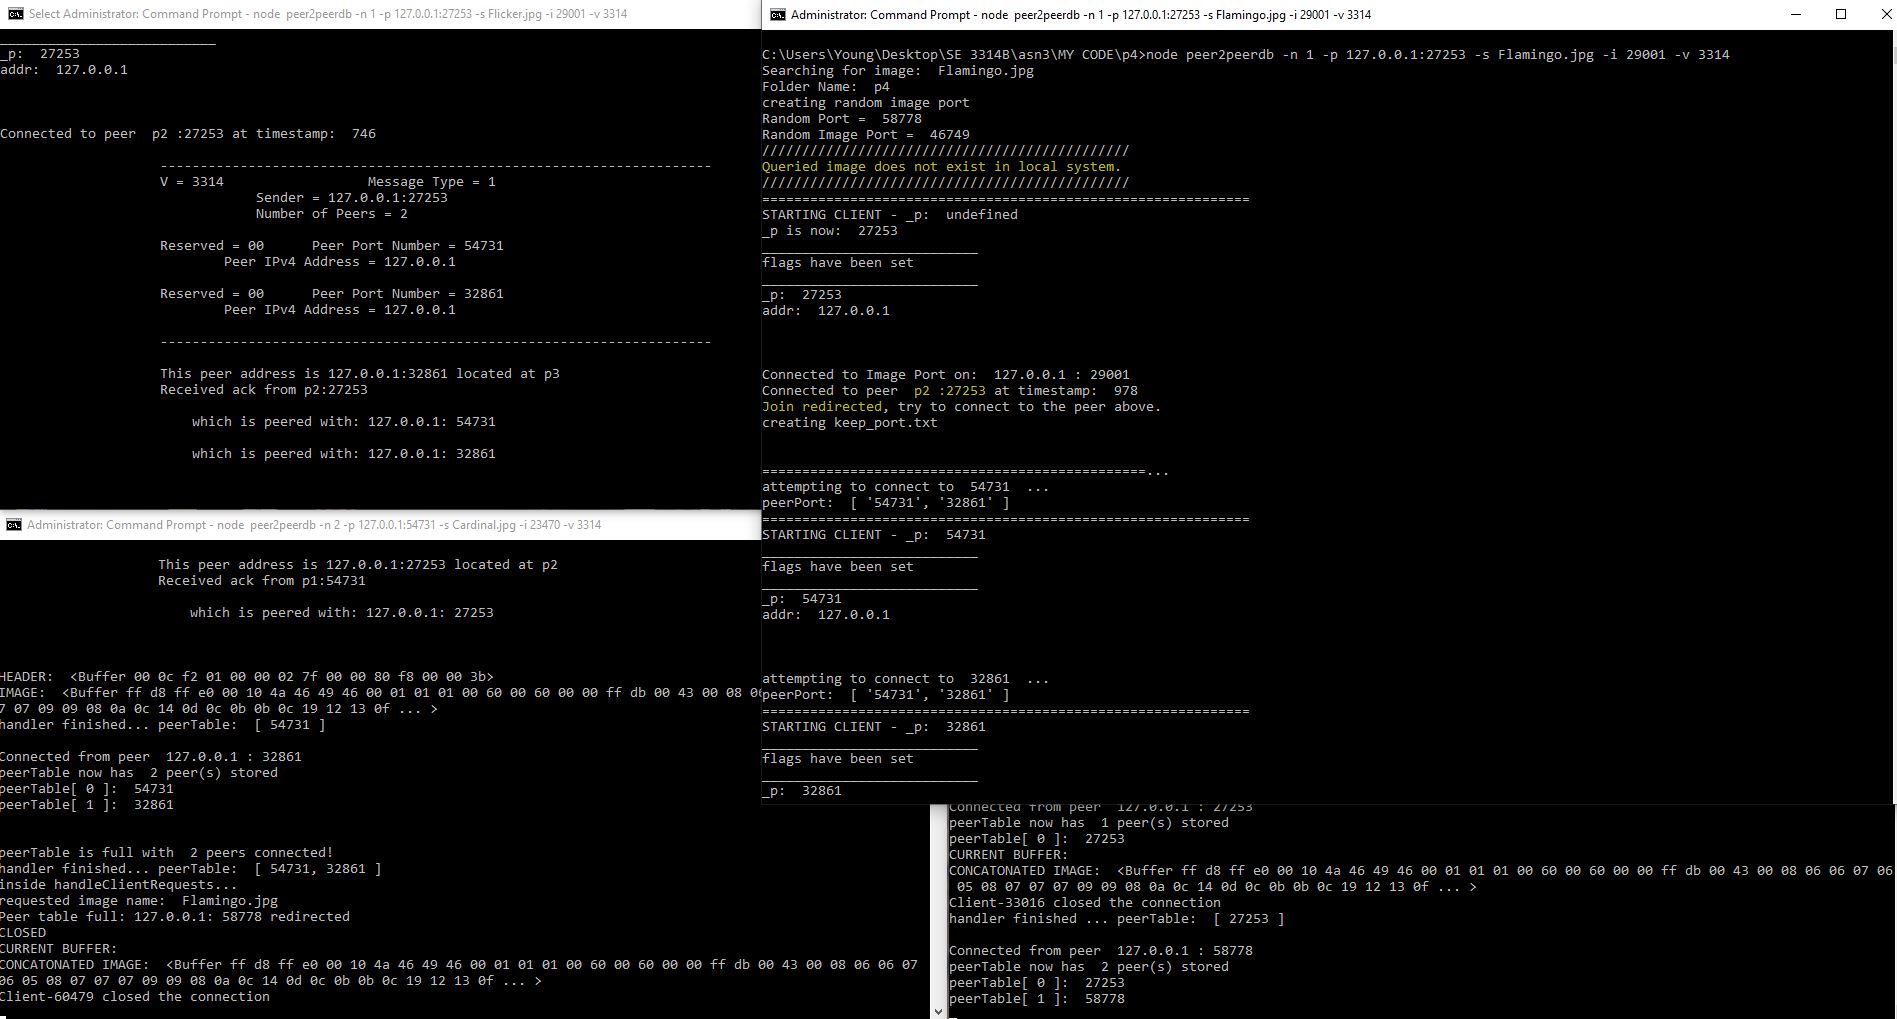 Select Administrator: Command Prompt - node  peer2peerdb -n 1 -p 127.0.0.1:27253 -s Flicker.jpg -i 29001 -v 3314
___________________________
_p:  27253
addr:  127.0.0.1
Connected to peer  p2 :27253 at timestamp:  746
---------------------------------------------------------------------
V = 3314                  Message Type = 1
Sender = 127.0.0.1:27253
Number of Peers = 2
Reserved = 00      Peer Port Number = 54731
Peer IPv4 Address = 127.0.0.1
Reserved = 00      Peer Port Number = 32861
Peer IPv4 Address = 127.0.0.1
---------------------------------------------------------------------
This peer address is 127.0.0.1:32861 located at p3
Received ack from p2:27253
which is peered with: 127.0.0.1: 54731
which is peered with: 127.0.0.1: 32861
Administrator: Command Prompt - node  peer2peerdb -n 2 -p 127.0.0.1:54731 -s Cardinal.jpg -i 23470 -v 3314
This peer address is 127.0.0.1:27253 located at p2
Received ack from p1:54731
which is peered with: 127.0.0.1: 27253
HEADER:  <Buffer 00 0c f2 01 00 00 02 7f 00 00 80 f8 00 00 3b>
IMAGE:  <Buffer ff d8 ff e0 00 10 4a 46 49 46 00 01 01 01 00 60 00 60 00 00 ff db 00 43 00 08 06
7 07 09 09 08 0a 0c 14 0d 0c 0b 0b 0c 19 12 13 0f ... >
handler finished... peerTable:  [ 54731 ]
Connected from peer  127.0.0.1 : 32861
peerTable now has  2 peer(s) stored
peerTable[ 0 ]:  54731
peerTable[ 1 ]:  32861
peerTable is full with  2 peers connected!
handler finished... peerTable:  [ 54731, 32861 ]
inside handleClientRequests...
requested image name:  Flamingo.jpg
Peer table full: 127.0.0.1: 58778 redirected
CLOSED
CURRENT BUFFER:
CONCATONATED IMAGE:  <Buffer ff d8 ff e0 00 10 4a 46 49 46 00 01 01 01 00 60 00 60 00 00 ff db 00 43 00 08 06 06 07
06 05 08 07 07 07 09 09 08 0a 0c 14 0d 0c 0b 0b 0c 19 12 13 0f ... >
Client-60479 closed the connection
Administrator: Command Prompt - node  peer2peerdb -n 1 -p 127.0.0.1:27253 -s Flamingo.jpg -i 29001 -v 3314
C:\Users\Young\Desktop\SE 3314B\asn3\MY CODE\p4>node peer2peerdb -n 1 -p 127.0.0.1:27253 -s Flamingo.jpg -i 29001 -v 3314
Searching for image:  Flamingo.jpg
Folder Name:  p4
creating random image port
Random Port =  58778
Random Image Port =  46749
//////////////////////////////////////////////
Queried image does not exist in local system.
//////////////////////////////////////////////
=============================================================
STARTING CLIENT - _p:  undefined
_p is now:  27253
___________________________
flags have been set
___________________________
_p:  27253
addr:  127.0.0.1
Connected to Image Port on:  127.0.0.1 : 29001
Connected to peer  p2 :27253 at timestamp:  978
Join redirected, try to connect to the peer above.
creating keep_port.txt
================================================...
attempting to connect to  54731  ...
peerPort:  [ '54731', '32861' ]
=============================================================
STARTING CLIENT - _p:  54731
___________________________
flags have been set
___________________________
_p:  54731
addr:  127.0.0.1
attempting to connect to  32861  ...
peerPort:  [ '54731', '32861' ]
=============================================================
STARTING CLIENT - _p:  32861
___________________________
flags have been set
___________________________
_p:  32861
Connected from peer  127.0.0.1 : 27253
peerTable now has  1 peer(s) stored
peerTable[ 0 ]:  27253
CURRENT BUFFER:
CONCATONATED IMAGE:  <Buffer ff d8 ff e0 00 10 4a 46 49 46 00 01 01 01 00 60 00 60 00 00 ff db 00 43 00 08 06 06 07 06
05 08 07 07 07 09 09 08 0a 0c 14 0d 0c 0b 0b 0c 19 12 13 0f ... >
Client-33016 closed the connection
handler finished ... peerTable:  [ 27253 ]
Connected from peer  127.0.0.1 : 58778
peerTable now has  2 peer(s) stored
peerTable[ 0 ]:  27253
peerTable[ 1 ]:  58778